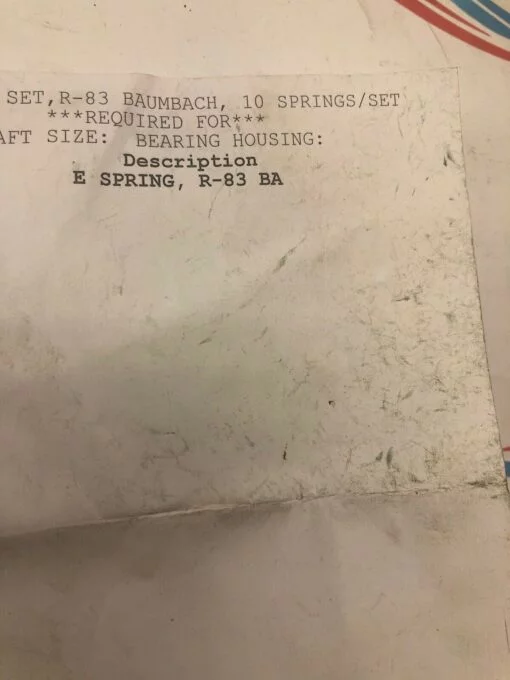 SET,R-83 BAUMBACH, 10 SPRINGS/SET
***REQUIRED FOR***
AFT SIZE: BEARING HOUSING:
Description
E SPRING, R-83 BA